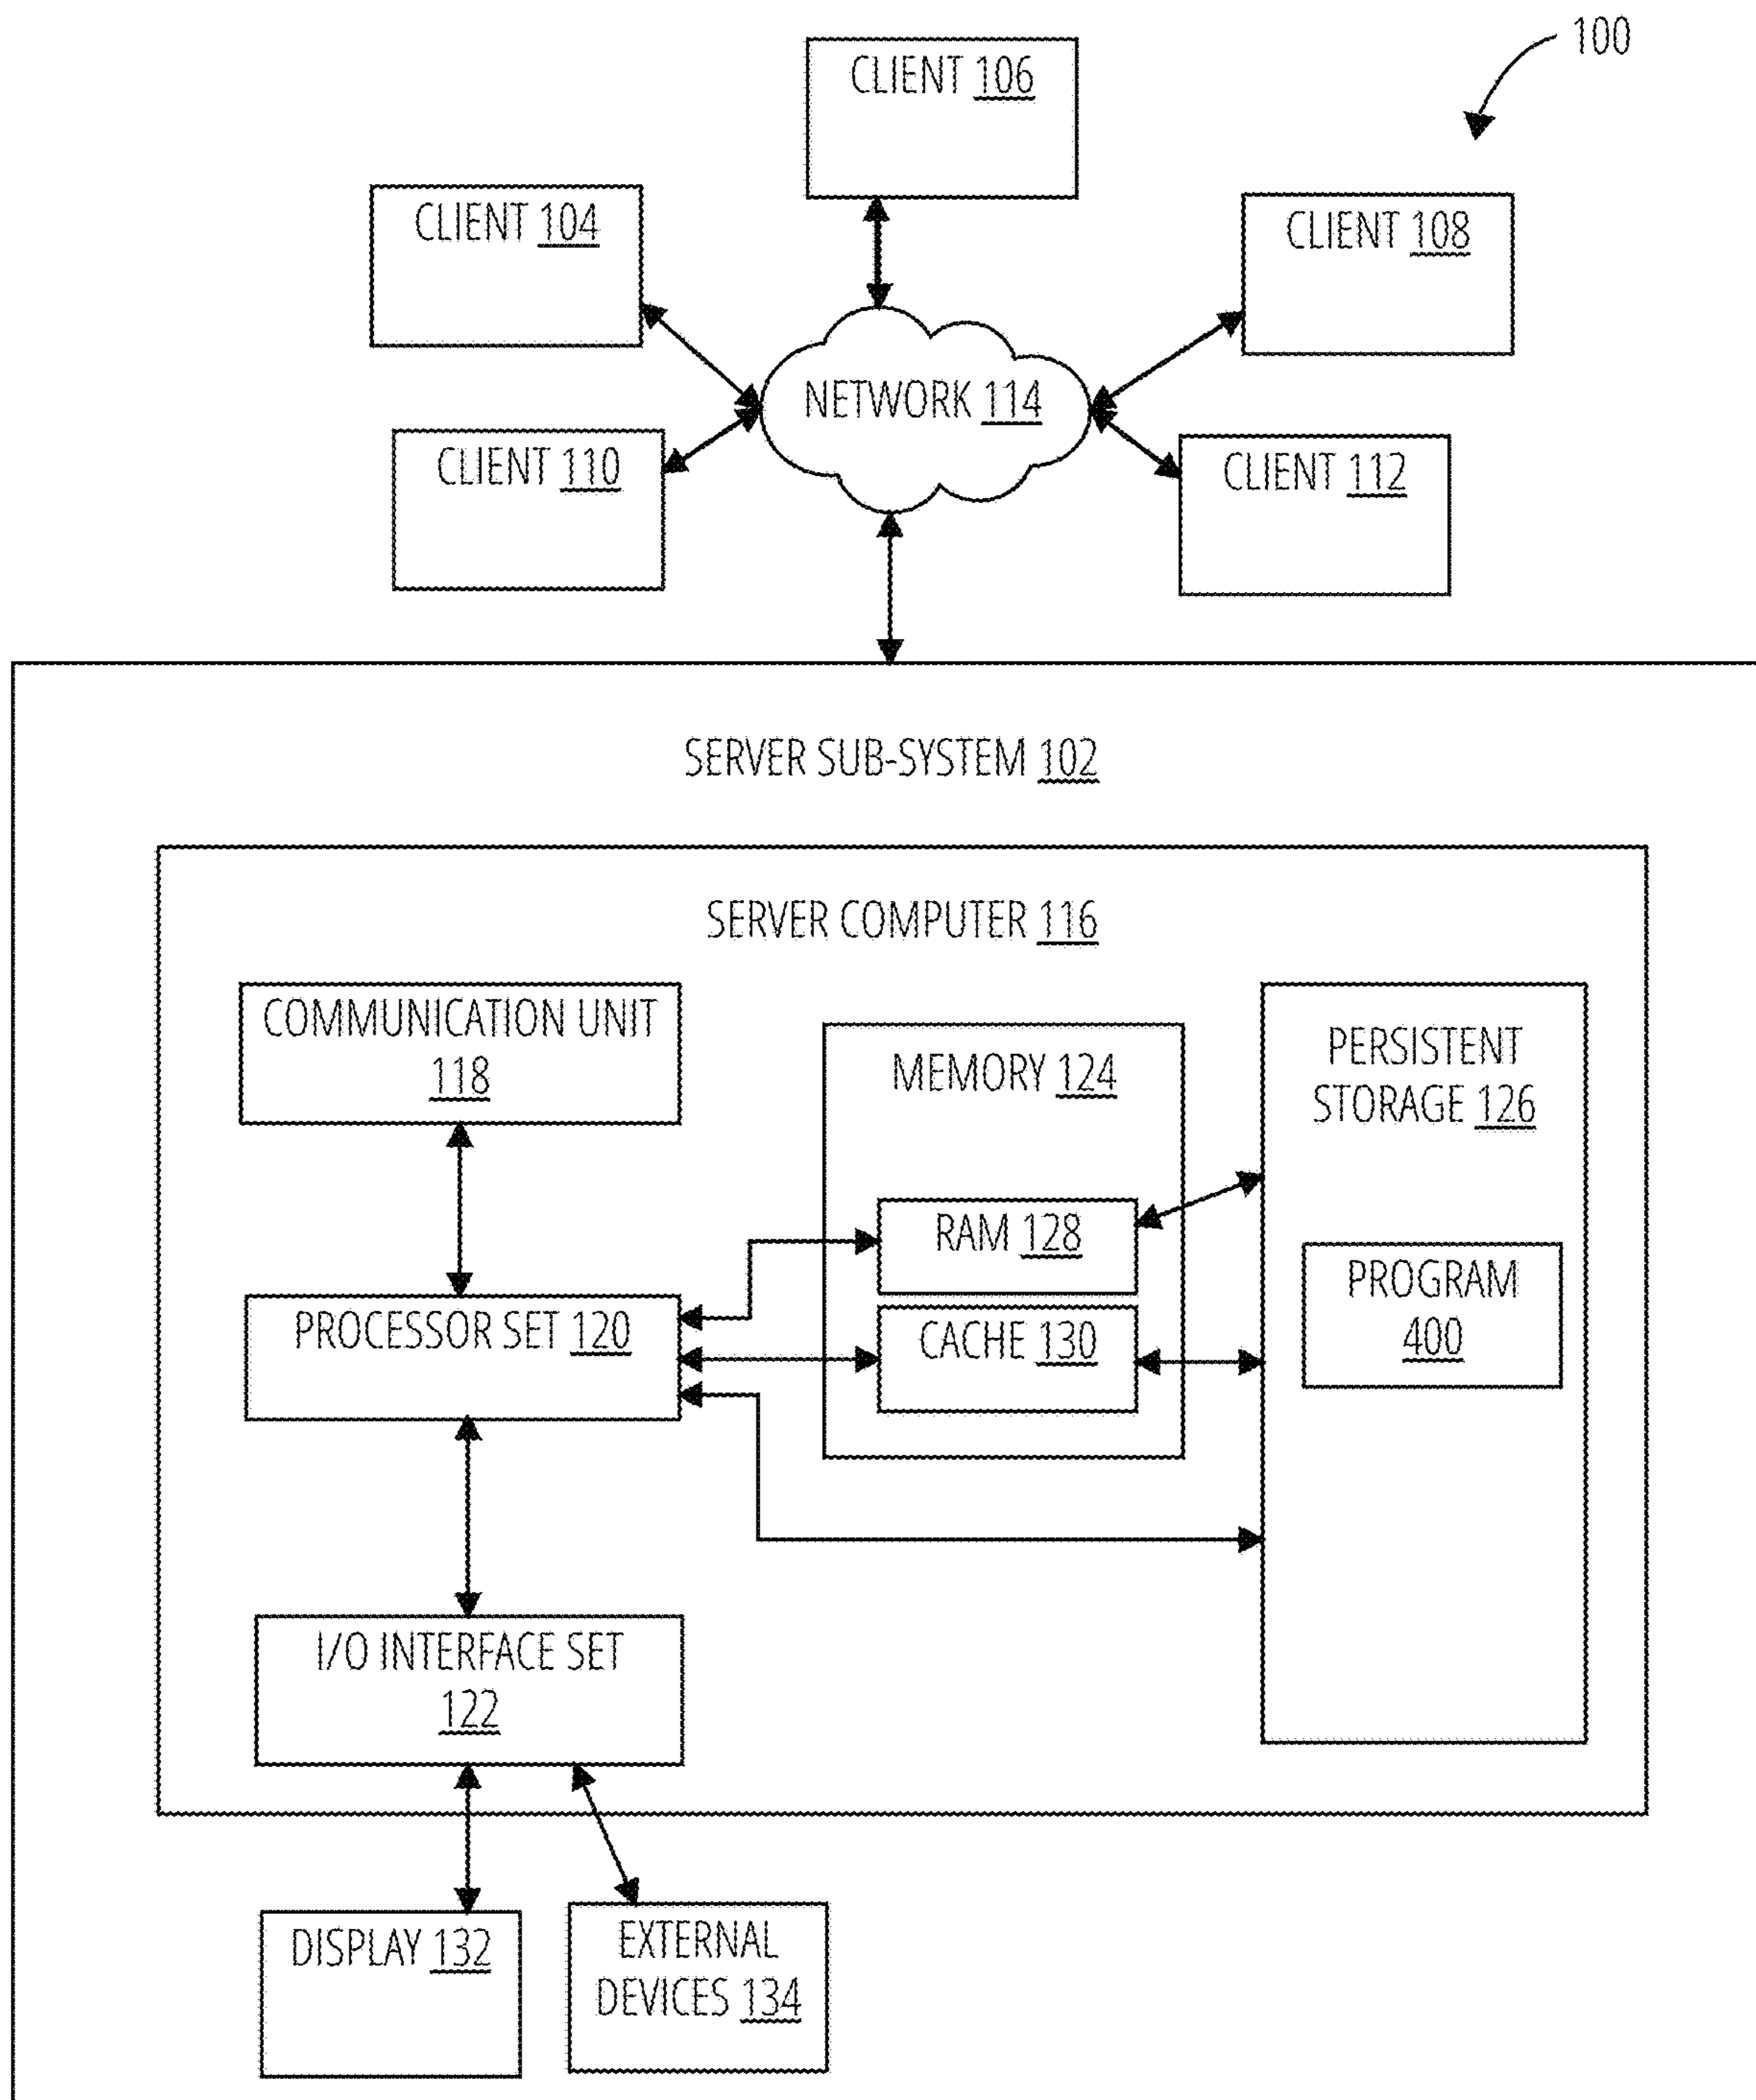 100
CLIENT 106
CLIENT 104
CLIENT 108
NETWORK 114
CLIENT 110
CLIENT 112
SERVER SUB-SYSTEM 102
SERVER COMPUTER 116
COMMUNICATION UNIT
118
MEMORY 124
PERSISTENT
STORAGE 126
RAM 128
PROGRAM
400
PROCESSOR SET 120
CACHE 130
I/O INTERFACE SET
122
DISPLAY 132
EXTERNAL
DEVICES 134